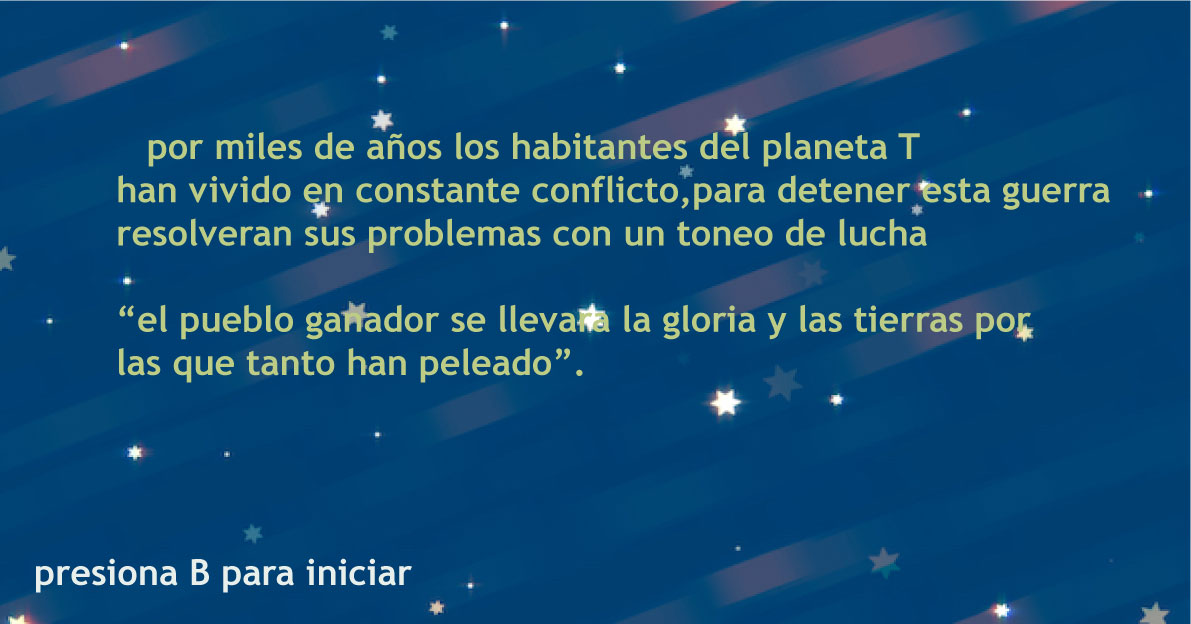 por miles de años los habitantes del planeta T
han vivido en constante conflicto,para detener esta guerra
resolveran sus problemas con un toneo de lucha
“el pueblo ganador se llevara la gloria y las tierras por
las que tanto han peleado”.
presiona B para iniciar